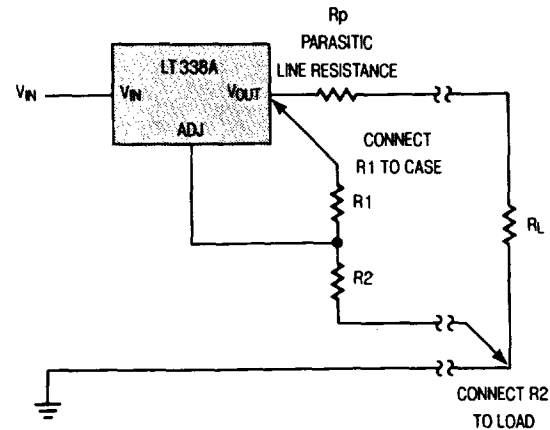 Rp
PARASITIC
LINE RESISTANCE
LT338A
VIN
VIN
VOUT
ADJ
CONNECT
R1 TO CASE
R1
RL
R2
CONNECT R2
TO LOAD